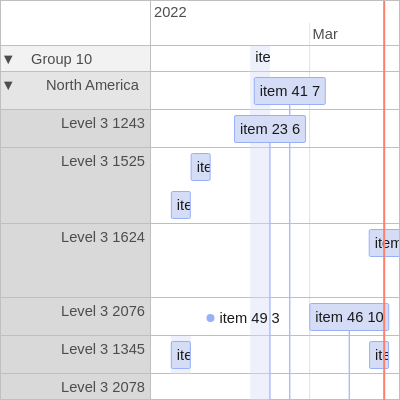 2022
Mar
▼ Group 10
ite
▼ North America
item 41 7
Level 3 1243
item 23 6
Level 3 1525
ite
ite
Level 3 1624
item
Level 3 2076
item 49 3
item 46 10
Level 3 1345
ite
ite
Level 3 2078